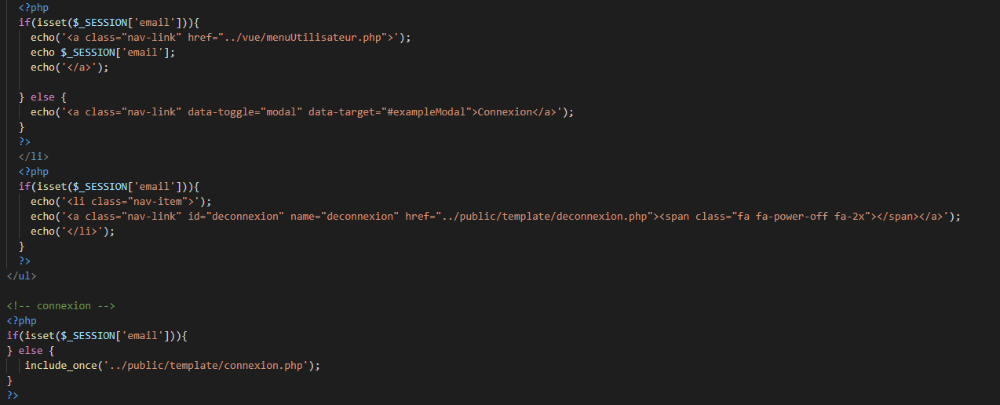 <?php
if(isset($_SESSION['email'])){
echo('<a class="nav-link" href="../vue/menuUtilisateur.php">');
echo $_SESSION['email'];
echo('</a>');
} else {
echo('<a class="nav-link" data-toggle="modal" data-target="#exampleModal">Connexion</a>');
}
?>
</li>
<?php
if(isset($_SESSION['email'])){
echo('<li class="nav-item">');
echo('<a class="nav-link" id="deconnexion" name="deconnexion" href="../public/template/deconnexion.php"><span class="fa fa-power-off fa-2x"></span></a>');
echo('</li>');
}
?>
</ul>
<!-- connexion -->
<?php
if(isset($_SESSION['email'])){
} else {
include_once('../public/template/connexion.php');
}
?>